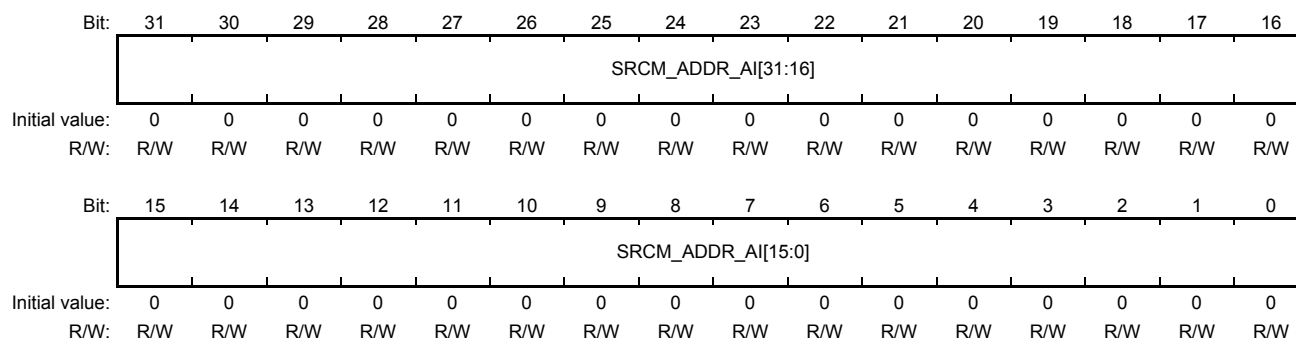 Bit: 31 30 29 28 27 26 25 24 23 22 21 20 19 18 17 16
SRCM_ADDR_AI[31:16]
Initial value: 0 0 0 0 0 0 0 0 0 0 0 0 0 0 0 0
R/W: R/W R/W R/W R/W R/W R/W R/W R/W R/W R/W R/W R/W R/W R/W R/W R/W
Bit: 15 14 13 12 11 10 9 8 7 6 5 4 3 2 1 0
SRCM_ADDR_AI[15:0]
Initial value: 0 0 0 0 0 0 0 0 0 0 0 0 0 0 0 0
R/W: R/W R/W R/W R/W R/W R/W R/W R/W R/W R/W R/W R/W R/W R/W R/W R/W